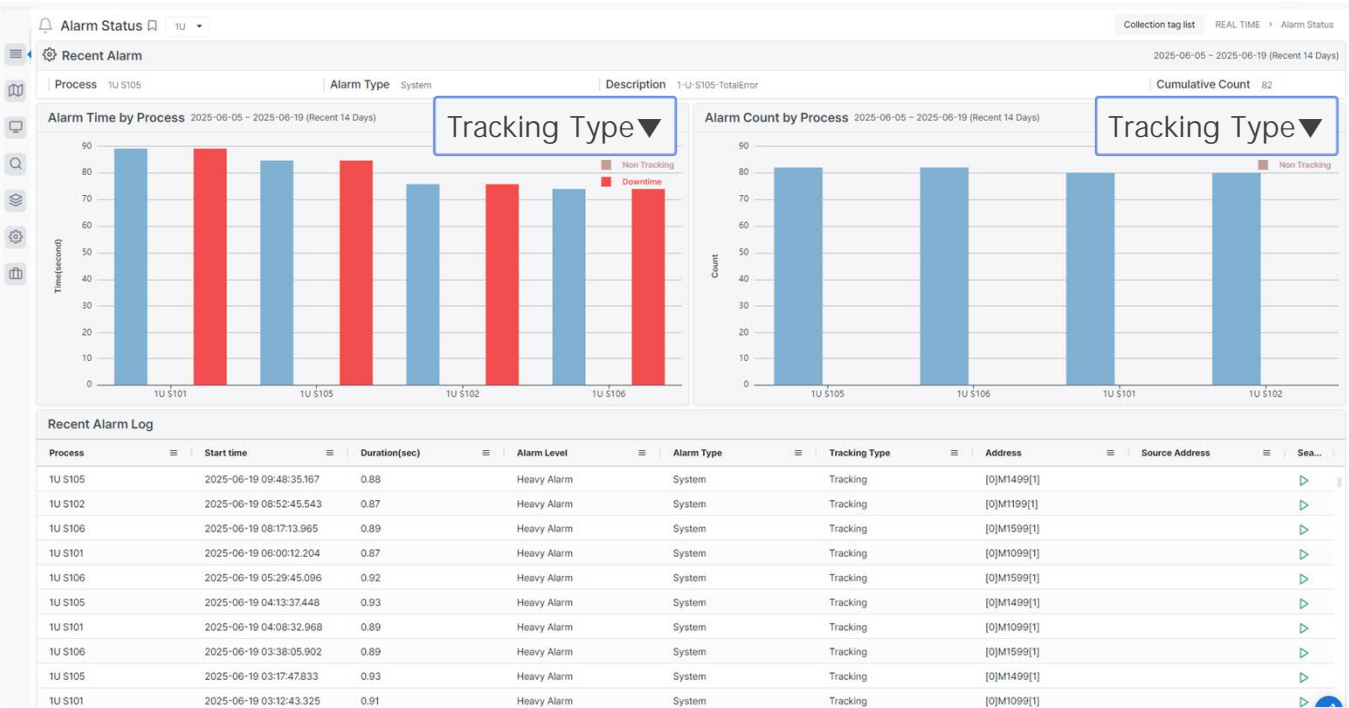 Alarm Status 1U Collection tag list REAL TIME > Alarm Status
Recent Alarm 2025-06-05 ~ 2025-06-19 (Recent 14 Days)
Process 1U S105 Alarm Type System Description 1-U-S105-TotalError Cumulative Count 82
Alarm Time by Process 2025-06-05 ~ 2025-06-19 (Recent 14 Days) Tracking Type▼
Non Tracking
Downtime
Time(second)
90
80
70
60
50
40
30
20
10
0
1U S101 1U S105 1U S102 1U S106
Alarm Count by Process 2025-06-05 ~ 2025-06-19 (Recent 14 Days) Tracking Type▼
Non Tracking
Count
90
80
70
60
50
40
30
20
10
0
1U S105 1U S106 1U S101 1U S102
Recent Alarm Log
Process Start time Duration(sec) Alarm Level Alarm Type Tracking Type Address Source Address Sea...
1U S105 2025-06-19 09:48:35.167 0.88 Heavy Alarm System Tracking [0]M1499[1]
1U S102 2025-06-19 08:52:45.543 0.87 Heavy Alarm System Tracking [0]M1199[1]
1U S106 2025-06-19 08:17:13.965 0.89 Heavy Alarm System Tracking [0]M1599[1]
1U S101 2025-06-19 06:00:12.204 0.87 Heavy Alarm System Tracking [0]M1099[1]
1U S106 2025-06-19 05:29:45.096 0.92 Heavy Alarm System Tracking [0]M1599[1]
1U S105 2025-06-19 04:13:37.448 0.93 Heavy Alarm System Tracking [0]M1499[1]
1U S101 2025-06-19 04:08:32.968 0.89 Heavy Alarm System Tracking [0]M1099[1]
1U S106 2025-06-19 03:38:05.902 0.89 Heavy Alarm System Tracking [0]M1599[1]
1U S105 2025-06-19 03:17:47.833 0.93 Heavy Alarm System Tracking [0]M1499[1]
1U S101 2025-06-19 03:12:43.325 0.91 Heavy Alarm System Tracking [0]M1099[1]